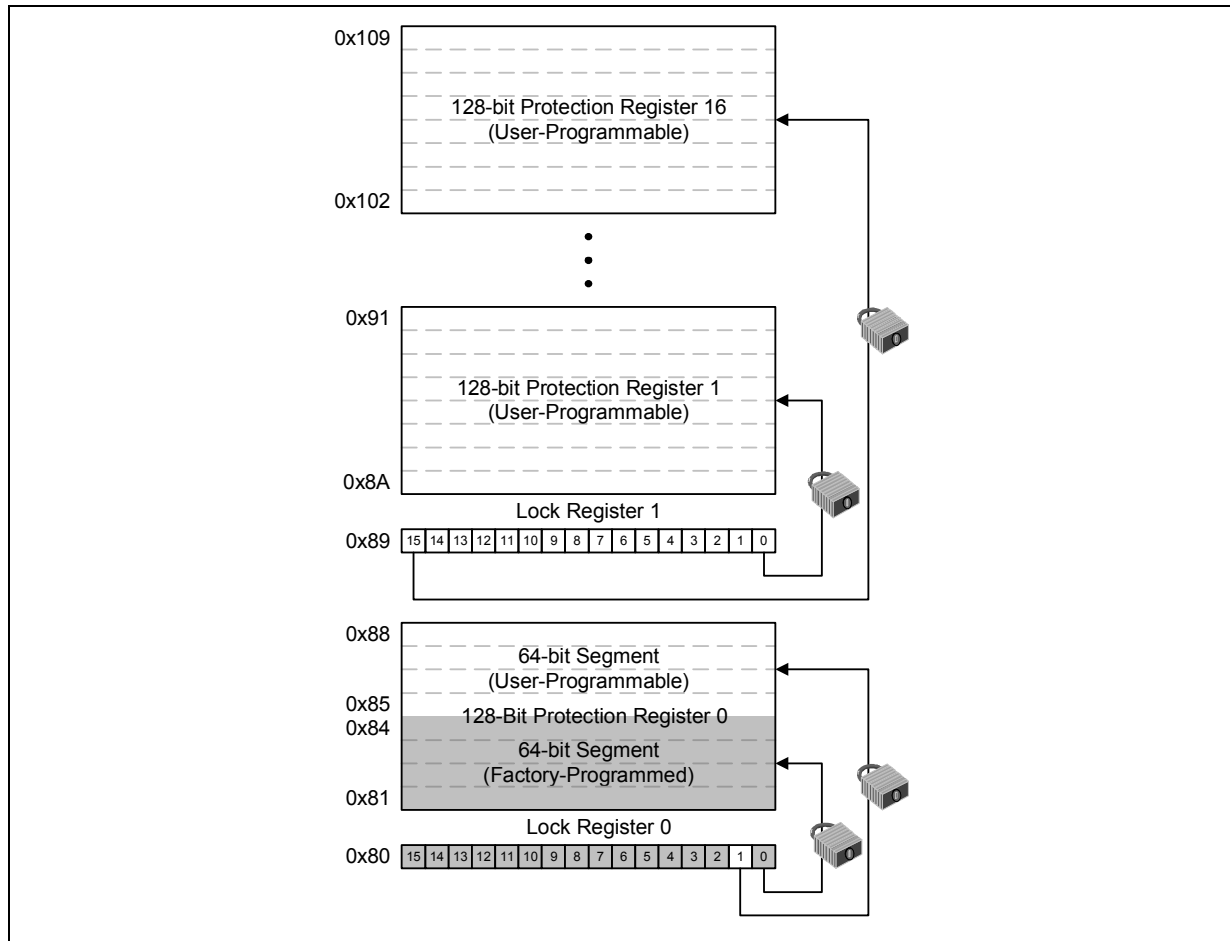 0x109
128-bit Protection Register 16
(User-Programmable)
0x102
0x91
128-bit Protection Register 1
(User-Programmable)
0x8A
Lock Register 1
0x89 15 14 13 12 11 10 9 8 7 6 5 4 3 2 1 0
0x88
64-bit Segment
(User-Programmable)
0x85
128-Bit Protection Register 0
0x84
64-bit Segment
(Factory-Programmed)
0x81
Lock Register 0
0x80 15 14 13 12 11 10 9 8 7 6 5 4 3 2 1 0